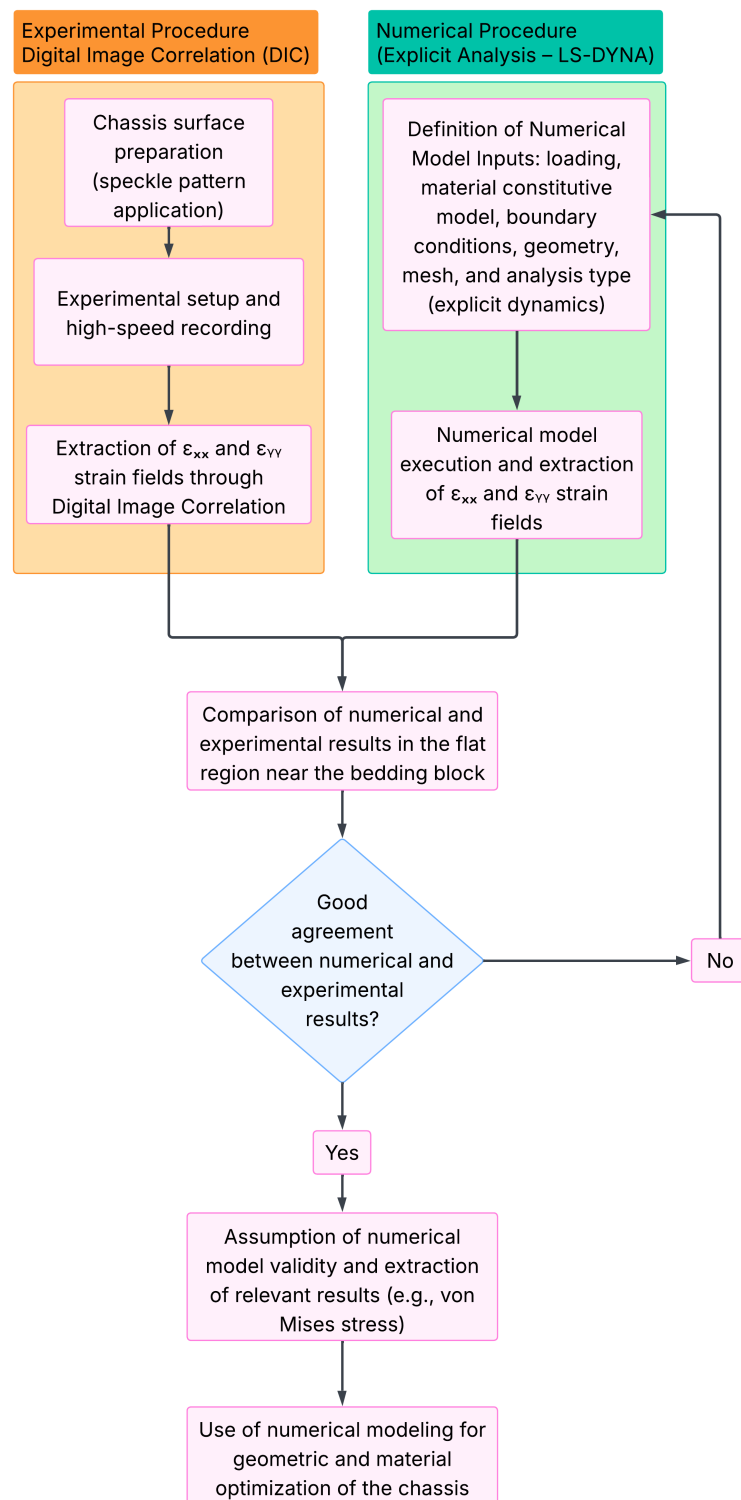 Experimental Procedure
Digital Image Correlation (DIC)
Chassis surface
preparation
(speckle pattern
application)
Experimental setup and
high-speed recording
Extraction of εₓₓ and εᵧᵧ
strain fields through
Digital Image Correlation
Numerical Procedure
(Explicit Analysis – LS-DYNA)
Definition of Numerical
Model Inputs: loading,
material constitutive
model, boundary
conditions, geometry,
mesh, and analysis type
(explicit dynamics)
Numerical model
execution and extraction
of εₓₓ and εᵧᵧ strain
fields
Comparison of numerical and
experimental results in the flat
region near the bedding block
Good
agreement
between numerical and
experimental
results?
No
Yes
Assumption of numerical
model validity and extraction
of relevant results (e.g., von
Mises stress)
Use of numerical modeling for
geometric and material
optimization of the chassis